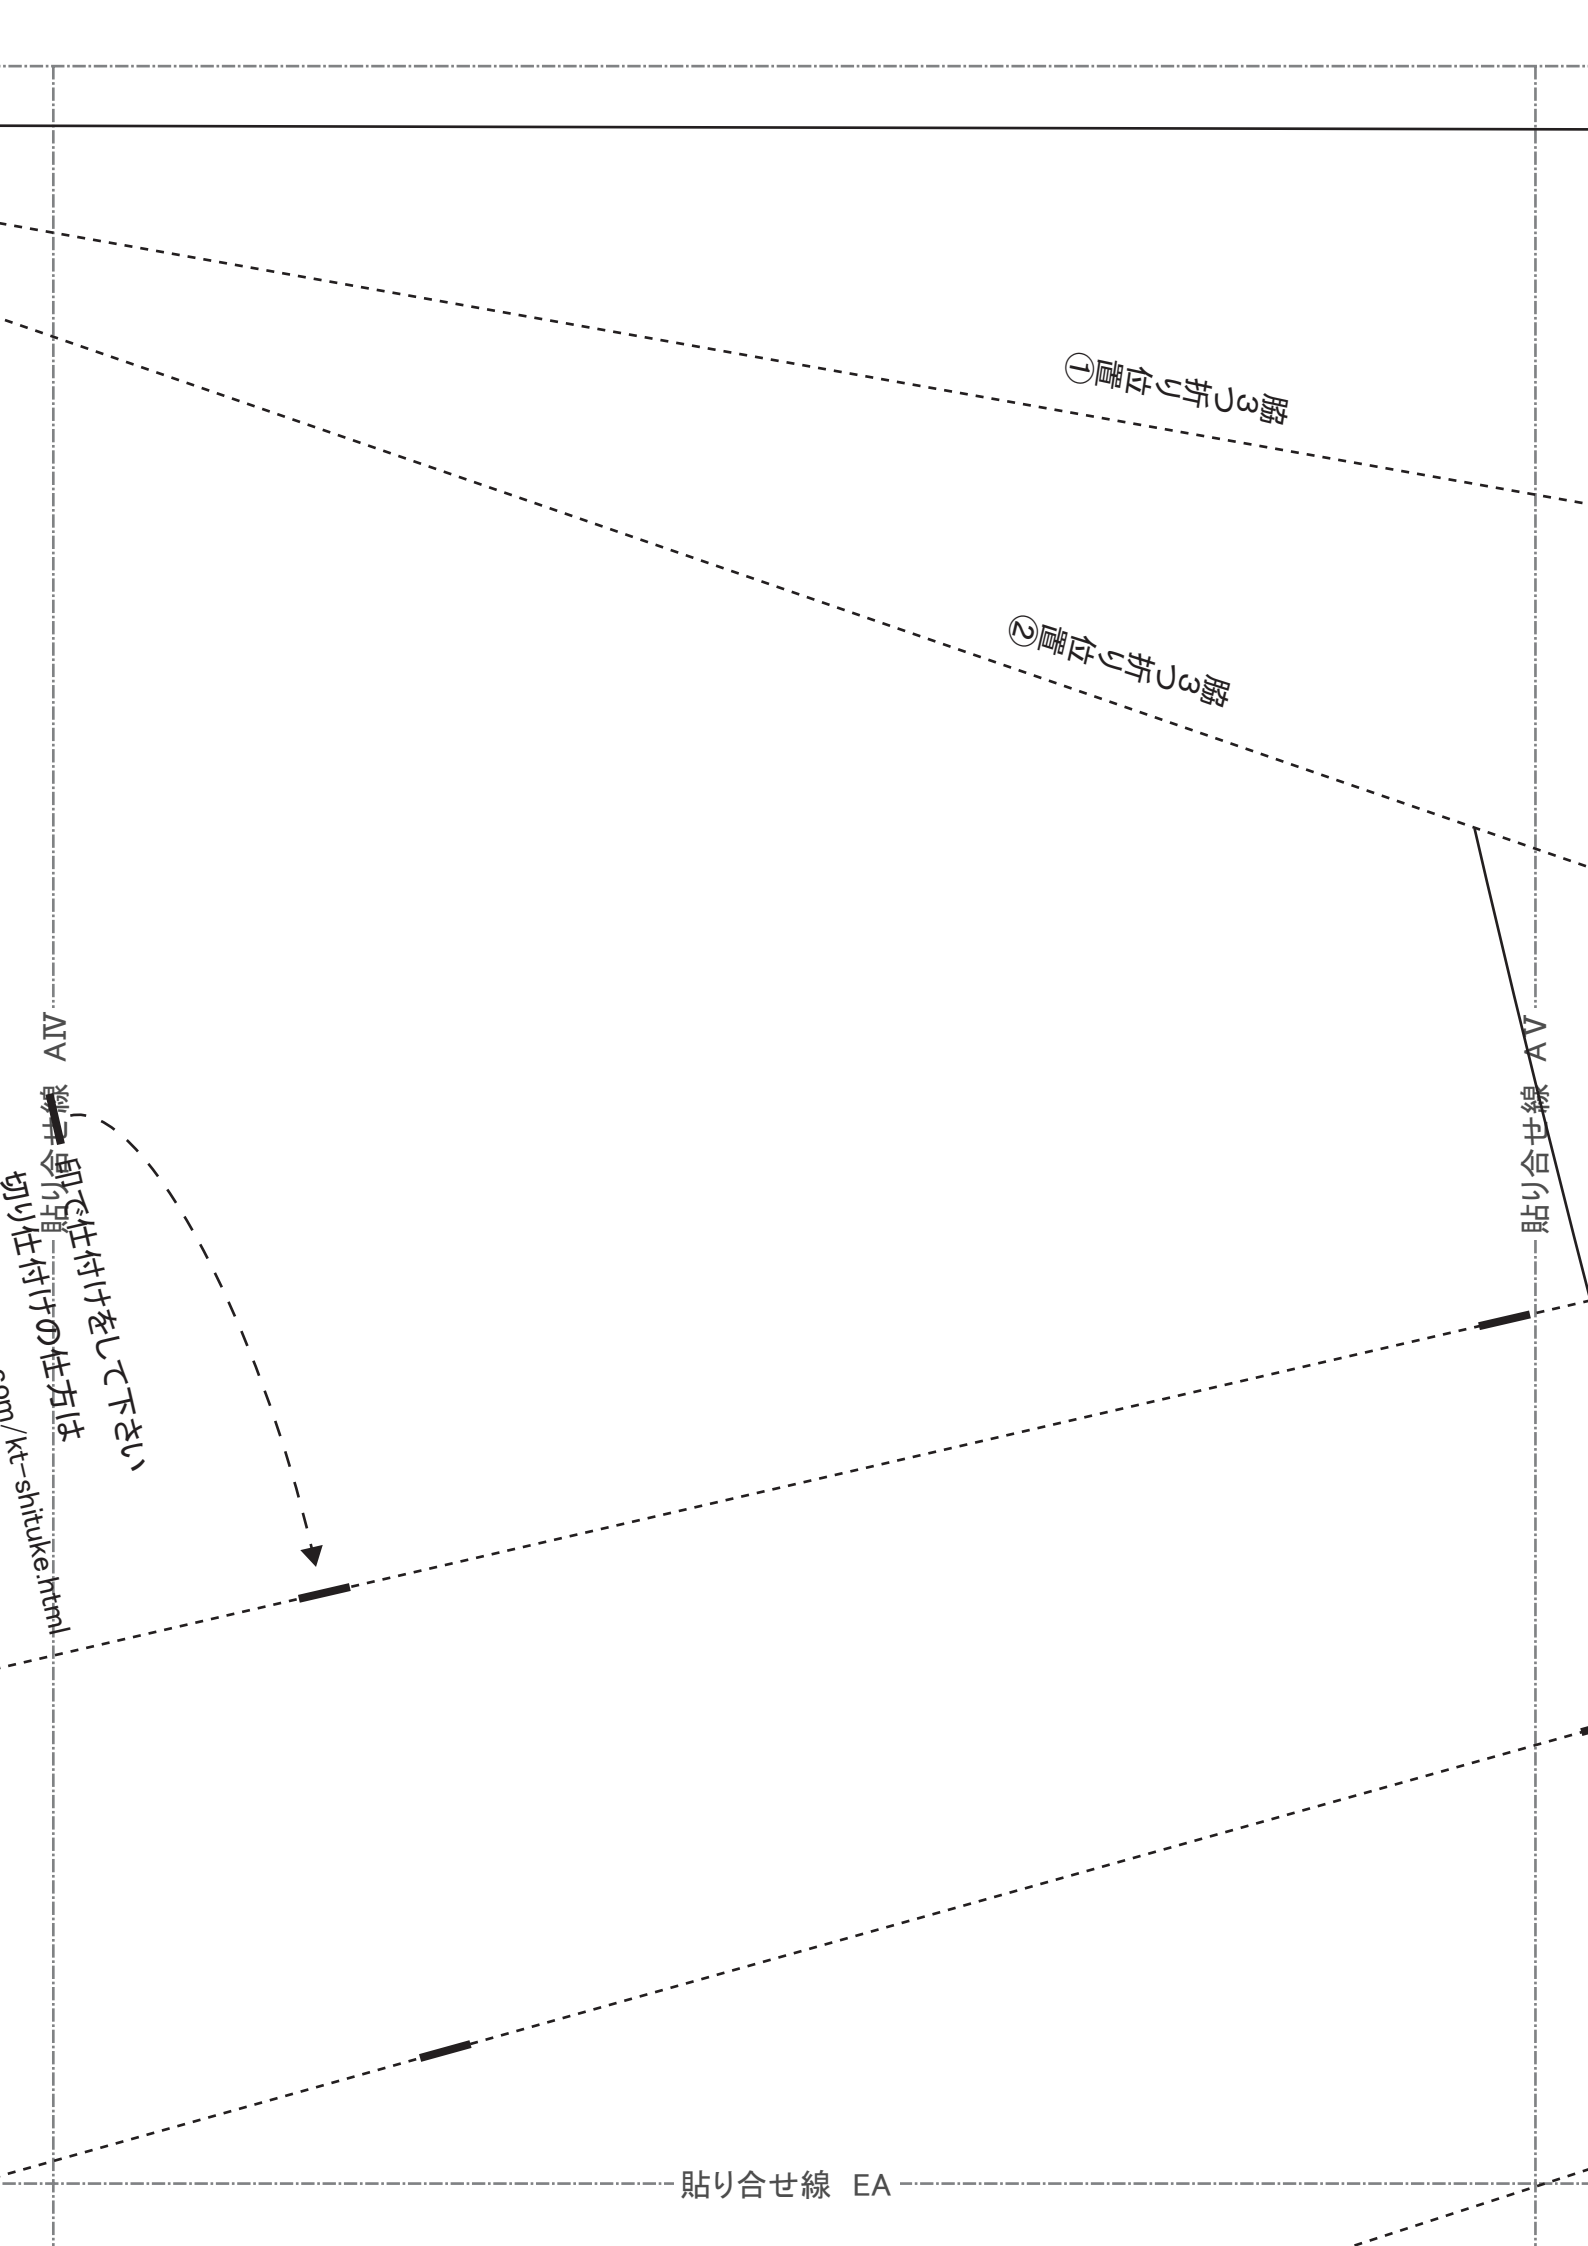 脇3つ折り位置①
脇3つ折り位置②
貼り合せ線 AⅣ
貼り合せ線 AⅤ
印で仕付けをして下さい
切り仕付けの仕方は
com/kt-shituke.html
貼り合せ線 EA